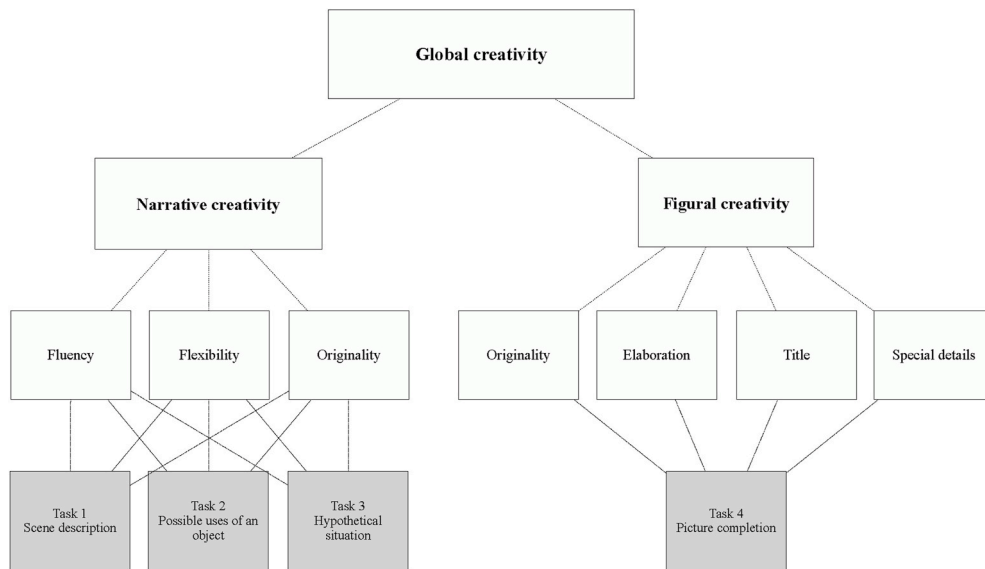 Global creativity
Narrative creativity
Figural creativity
Fluency
Flexibility
Originality
Originality
Elaboration
Title
Special details
Task 1
Scene description
Task 2
Possible uses of an
object
Task 3
Hypothetical
situation
Task 4
Picture completion